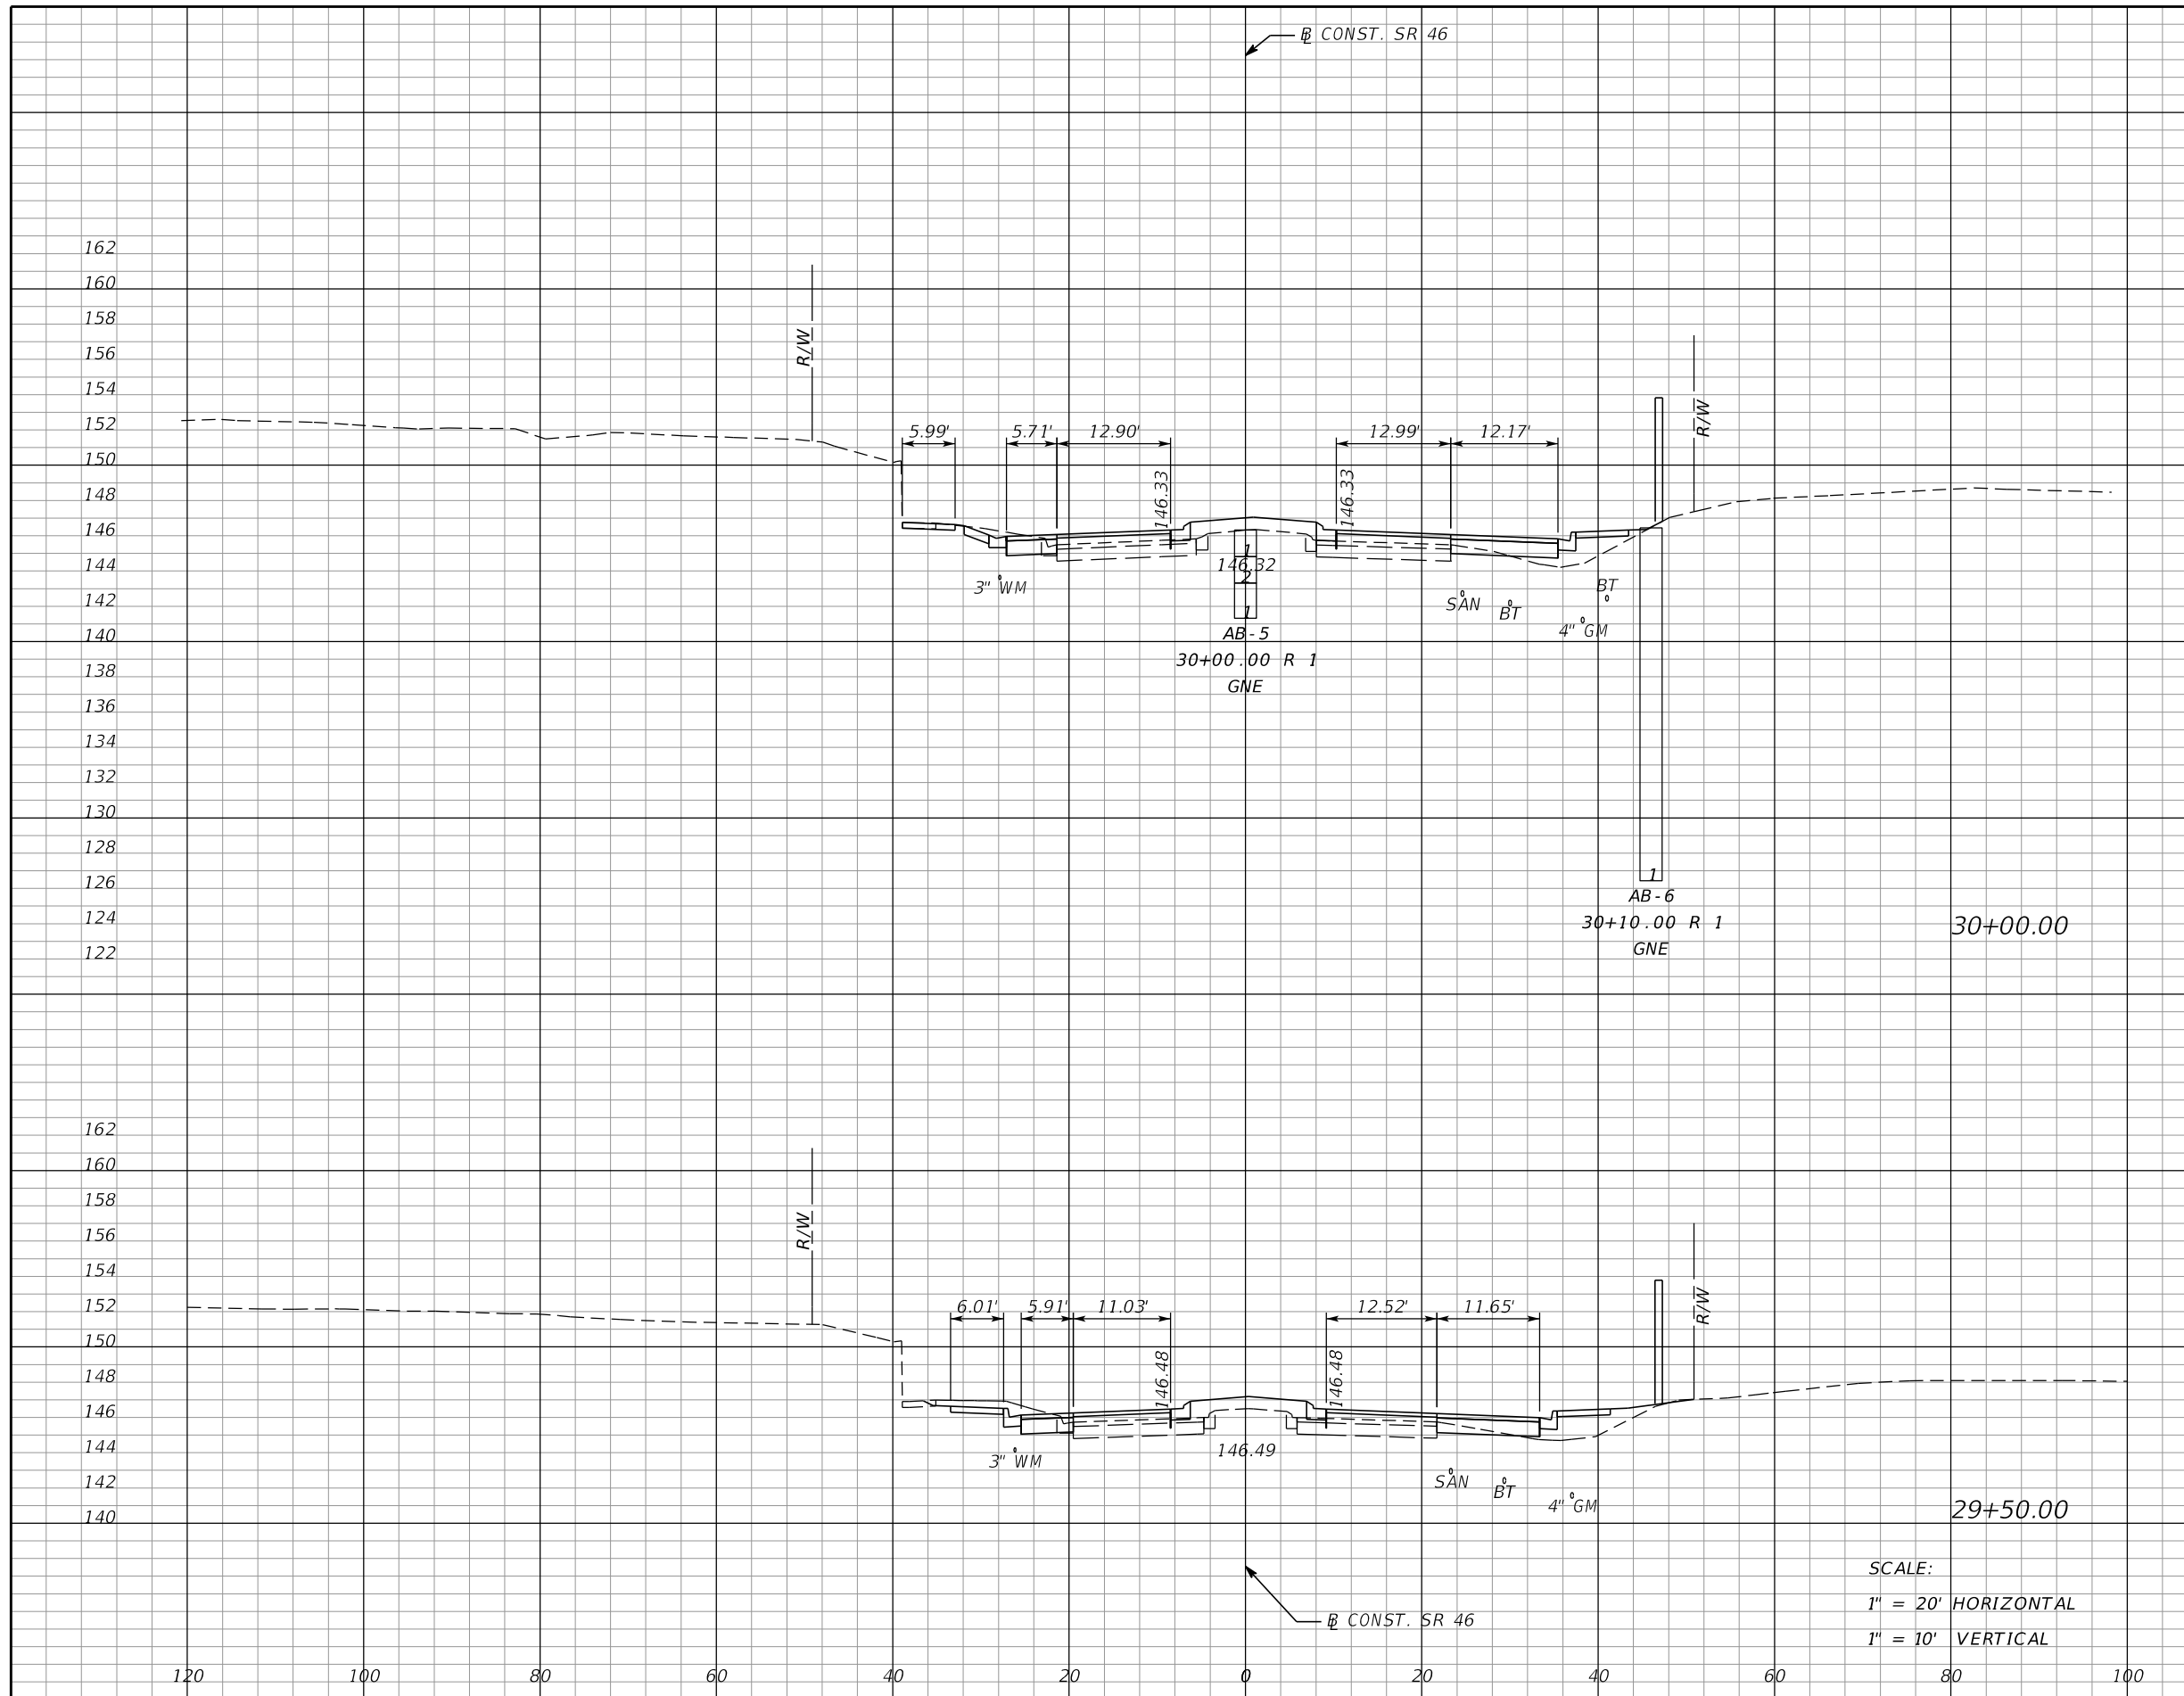 B CONST. SR 46
162
160
158
156
154
152
150
148
146
144
142
140
138
136
134
132
130
128
126
124
122
R/W
R/W
5.99'
5.71'
12.90'
12.99'
12.17'
146.33
146.33
1
146.32
2
1
AB-5
30+00.00 R 1
GNE
3" WM
SAN
BT
BT
4" GM
1
AB-6
30+10.00 R 1
GNE
30+00.00
162
160
158
156
154
152
150
148
146
144
142
140
R/W
R/W
6.01'
5.91'
11.03'
12.52'
11.65'
146.48
146.48
146.49
3" WM
SAN
BT
4" GM
29+50.00
SCALE:
1" = 20' HORIZONTAL
1" = 10' VERTICAL
B CONST. SR 46
120 100 80 60 40 20 0 20 40 60 80 100